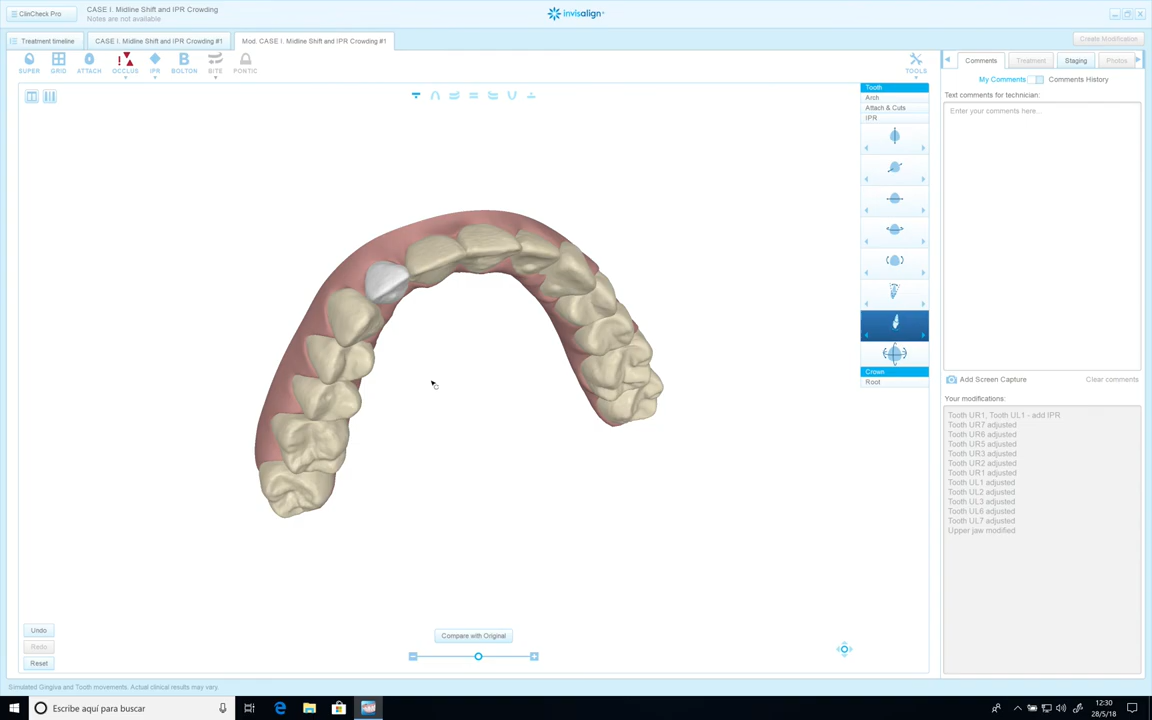 ClinCheck Pro
CASE I. Midline Shift and IPR Crowding
Notes are not available
invisalign
Treatment timeline
CASE I. Midline Shift and IPR Crowding #1
Mod. CASE I. Midline Shift and IPR Crowding #1
Create Modification
SUPER
GRID
ATTACH
OCCLUS
IPR
BOLTON
BITE
PONTIC
TOOLS
Tooth
Arch
Attach & Cuts
IPR
Crown
Root
Comments
Treatment
Staging
Photos
My Comments
Comments History
Text comments for technician:
Enter your comments here...
Add Screen Capture
Clear comments
Your modifications:
Tooth UR1, Tooth UL1 - add IPR
Tooth UR7 adjusted
Tooth UR6 adjusted
Tooth UR5 adjusted
Tooth UR3 adjusted
Tooth UR2 adjusted
Tooth UR1 adjusted
Tooth UL1 adjusted
Tooth UL2 adjusted
Tooth UL3 adjusted
Tooth UL6 adjusted
Tooth UL7 adjusted
Upper jaw modified
Undo
Redo
Reset
Compare with Original
Simulated Gingiva and Tooth movements. Actual clinical results may vary.
Escribe aquí para buscar
12:30
28/5/18